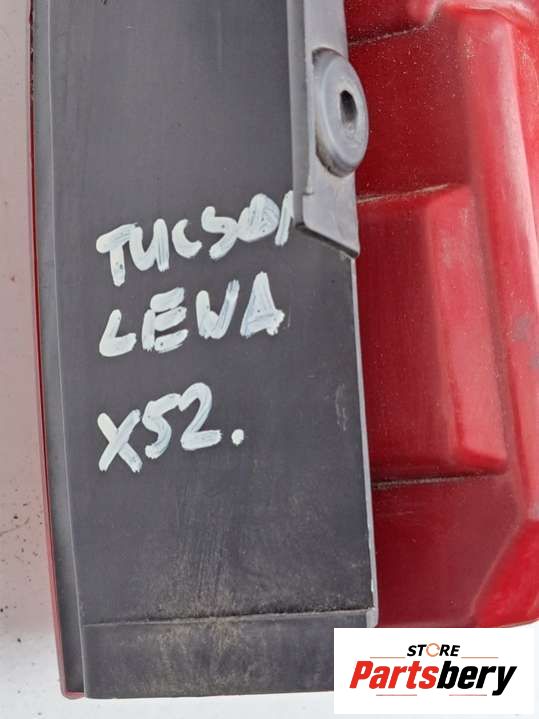 TUCSON
LEWA
X52.
STORE
Partsbery